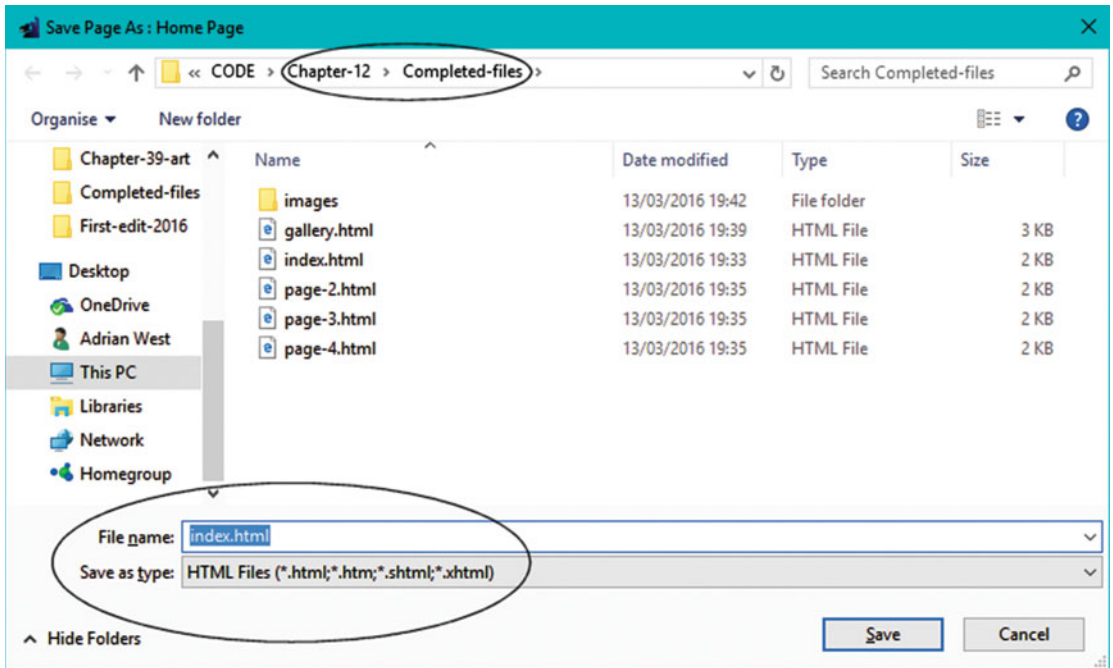 Save Page As : Home Page
« CODE › Chapter-12 › Completed-files ›
Search Completed-files
Organise
New folder
Chapter-39-art
Completed-files
First-edit-2016
Desktop
OneDrive
Adrian West
This PC
Libraries
Network
Homegroup
Name Date modified Type Size
images 13/03/2016 19:42 File folder
gallery.html 13/03/2016 19:39 HTML File 3 KB
index.html 13/03/2016 19:33 HTML File 2 KB
page-2.html 13/03/2016 19:35 HTML File 2 KB
page-3.html 13/03/2016 19:35 HTML File 2 KB
page-4.html 13/03/2016 19:35 HTML File 2 KB
File name: index.html
Save as type: HTML Files (*.html;*.htm;*.shtml;*.xhtml)
Hide Folders
Save
Cancel